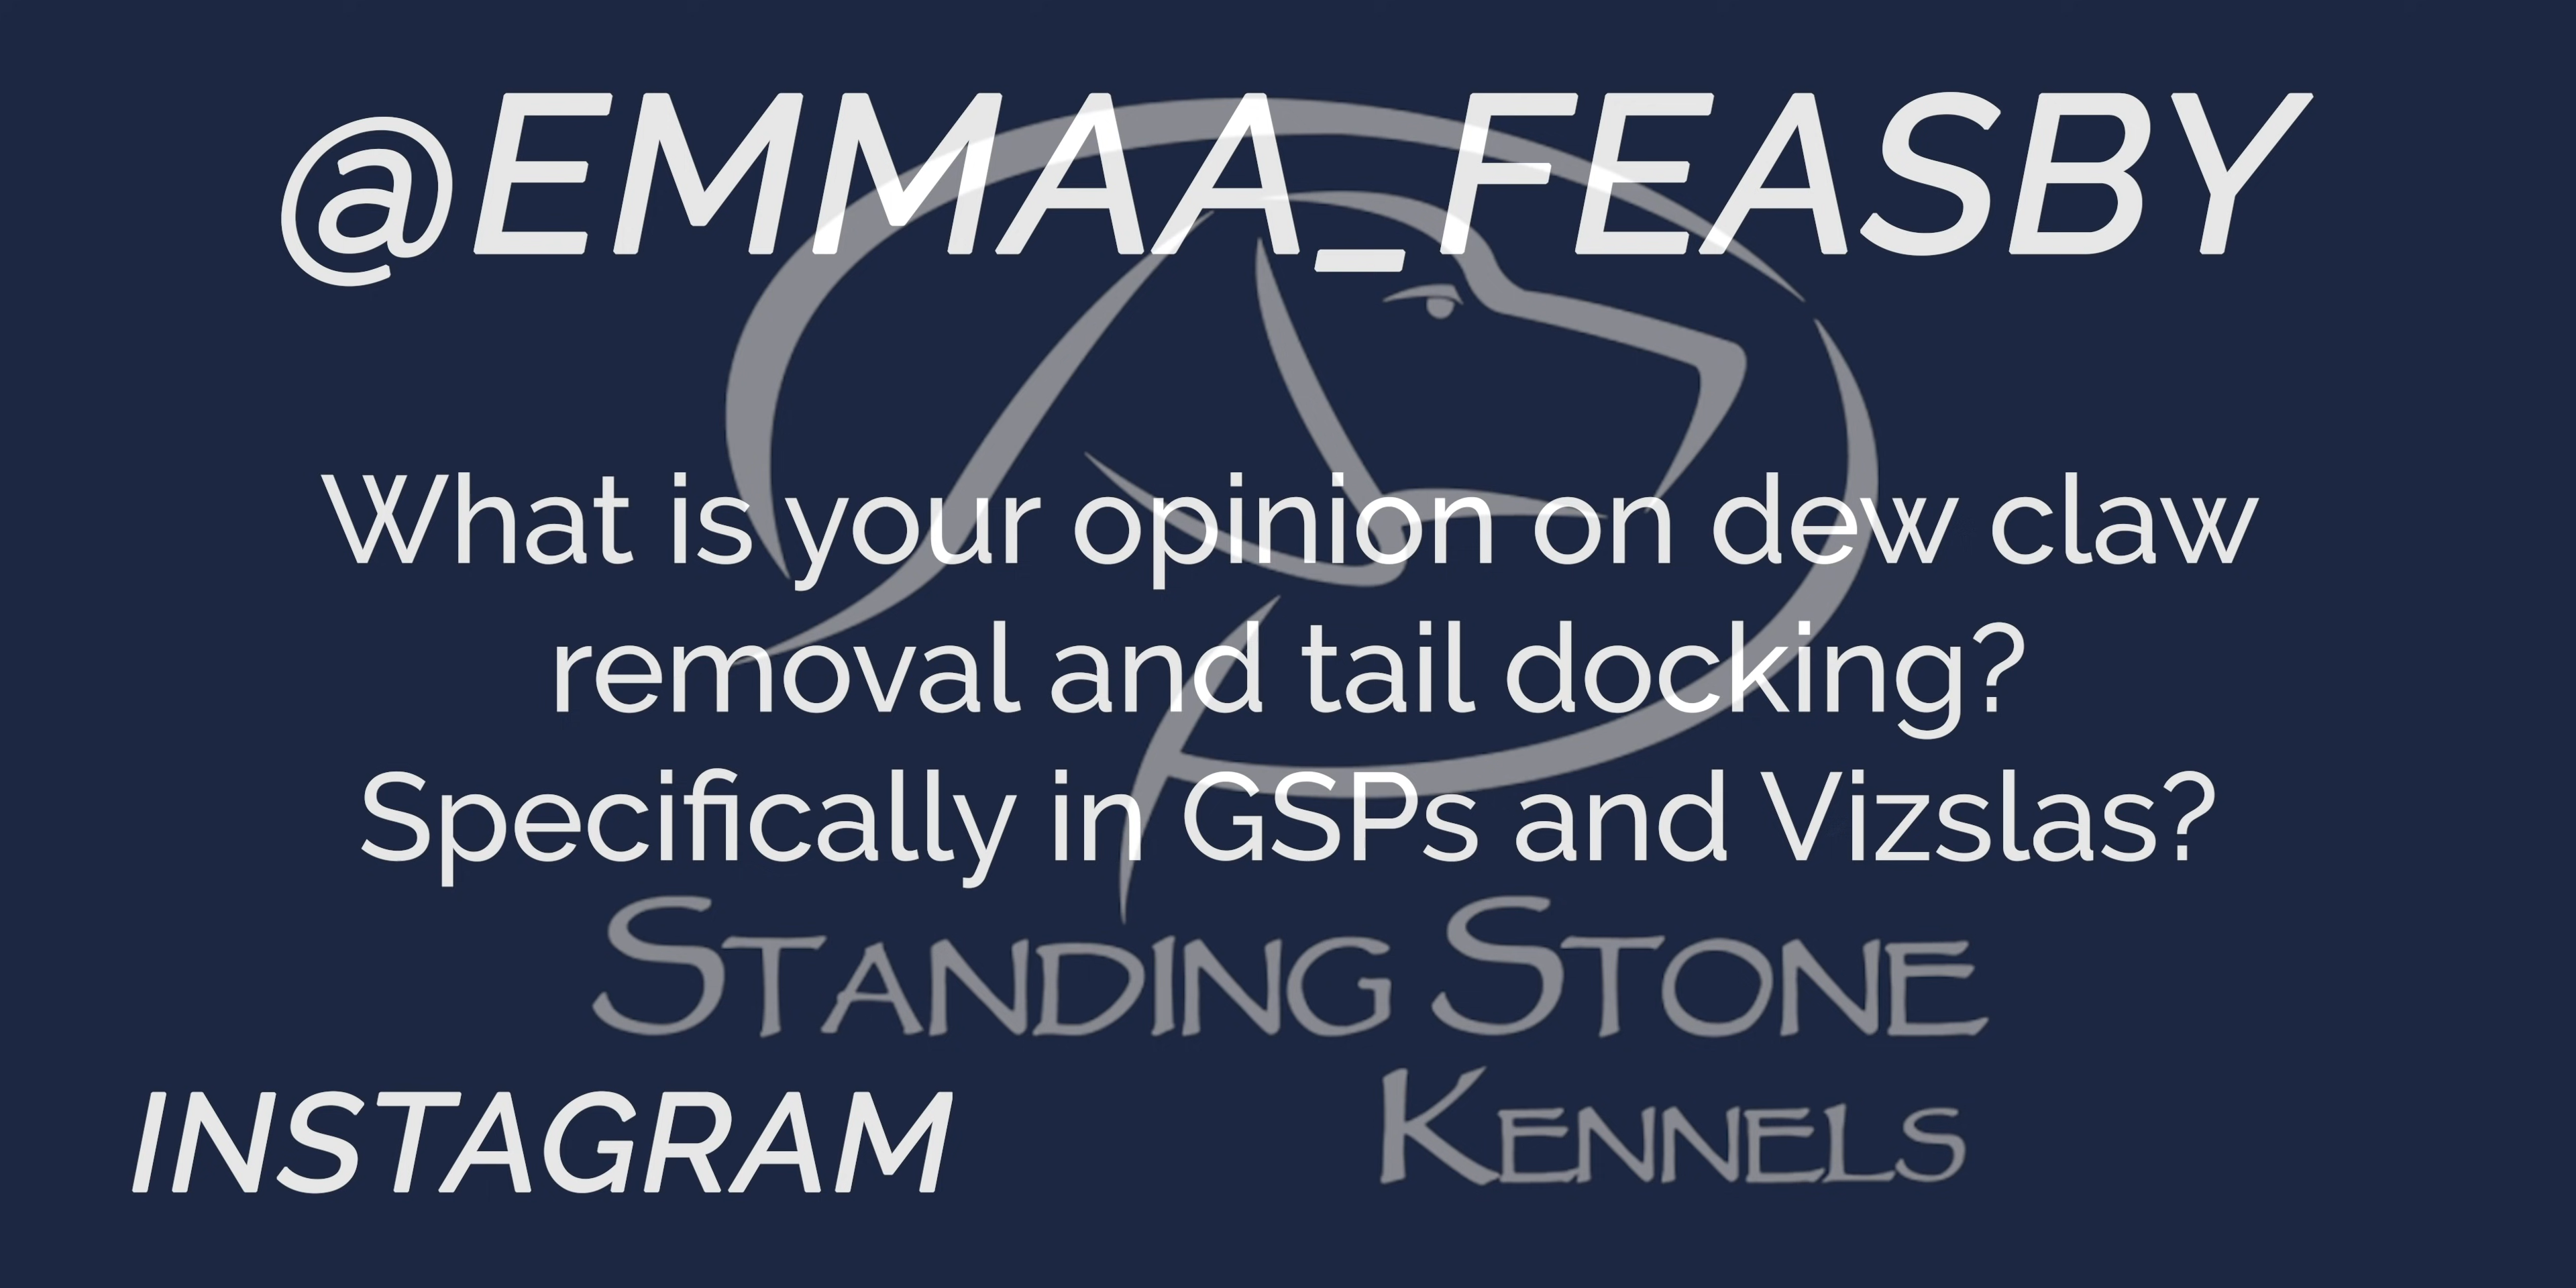 @EMMAA_FEASBY
What is your opinion on dew claw
removal and tail docking?
Specifically in GSPs and Vizslas?
STANDING STONE
KENNELS
INSTAGRAM